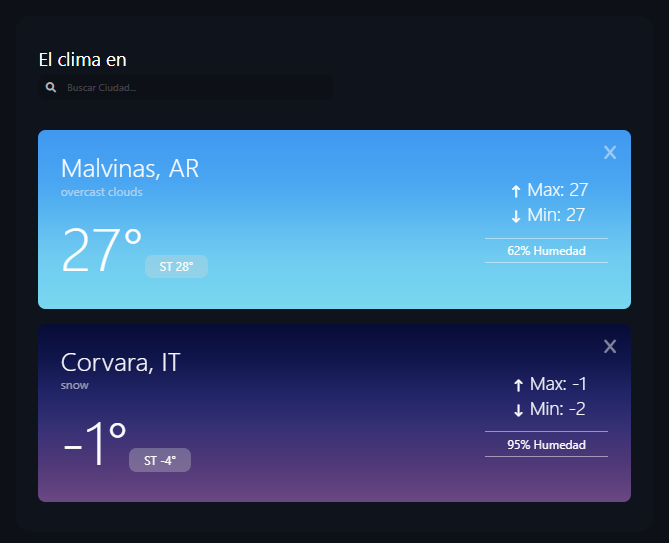 El clima en
Buscar Ciudad...
X
Malvinas, AR
overcast clouds
27°
ST 28°
↑ Max: 27
↓ Min: 27
62% Humedad
X
Corvara, IT
snow
-1°
ST -4°
↑ Max: -1
↓ Min: -2
95% Humedad